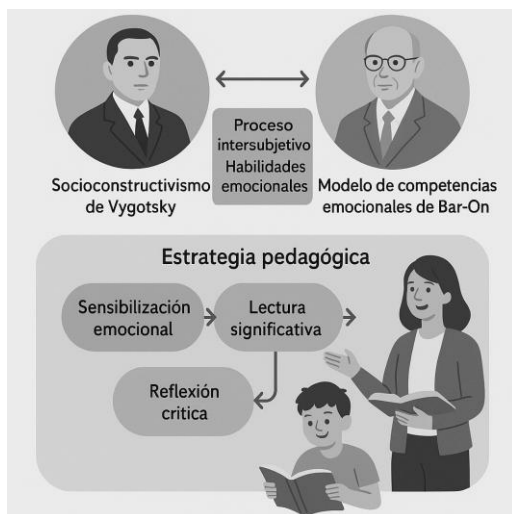 Proceso
intersubjetivo
Habilidades
emocionales
Socioconstructivismo
de Vygotsky
Modelo de competencias
emocionales de Bar-On
Estrategia pedagógica
Sensibilización
emocional
Lectura
significativa
Reflexión
critica